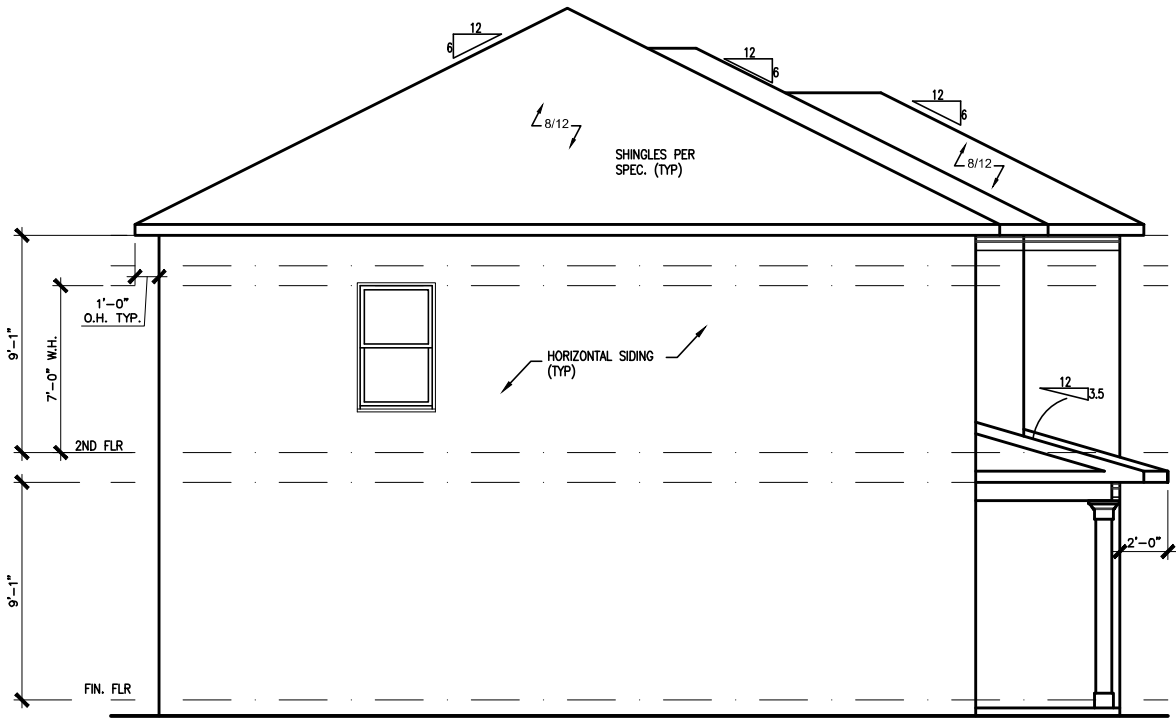 12
6
12
6
12
6
8/12
SHINGLES PER
SPEC. (TYP)
8/12
1'-0"
O.H. TYP.
9'-1"
7'-0" W.H.
HORIZONTAL SIDING
(TYP)
12
3.5
2ND FLR
2'-0"
9'-1"
FIN. FLR